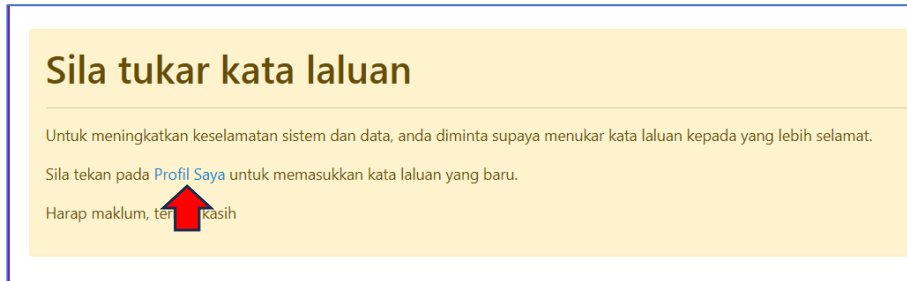 Sila tukar kata laluan
Untuk meningkatkan keselamatan sistem dan data, anda diminta supaya menukar kata laluan kepada yang lebih selamat.
Sila tekan pada Profil Saya untuk memasukkan kata laluan yang baru.
Harap maklum, kasih